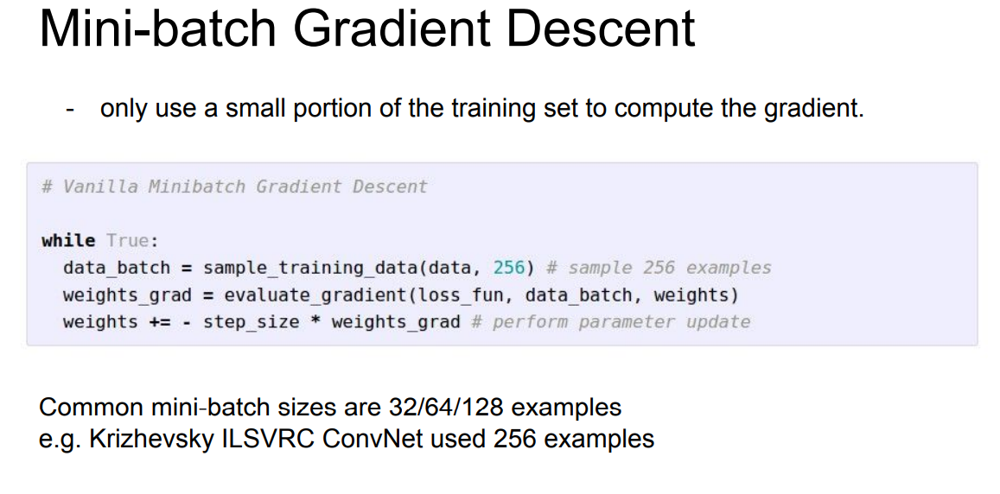 Mini-batch Gradient Descent
- only use a small portion of the training set to compute the gradient.
# Vanilla Minibatch Gradient Descent
while True:
  data_batch = sample_training_data(data, 256) # sample 256 examples
  weights_grad = evaluate_gradient(loss_fun, data_batch, weights)
  weights += - step_size * weights_grad # perform parameter update
Common mini-batch sizes are 32/64/128 examples
e.g. Krizhevsky ILSVRC ConvNet used 256 examples